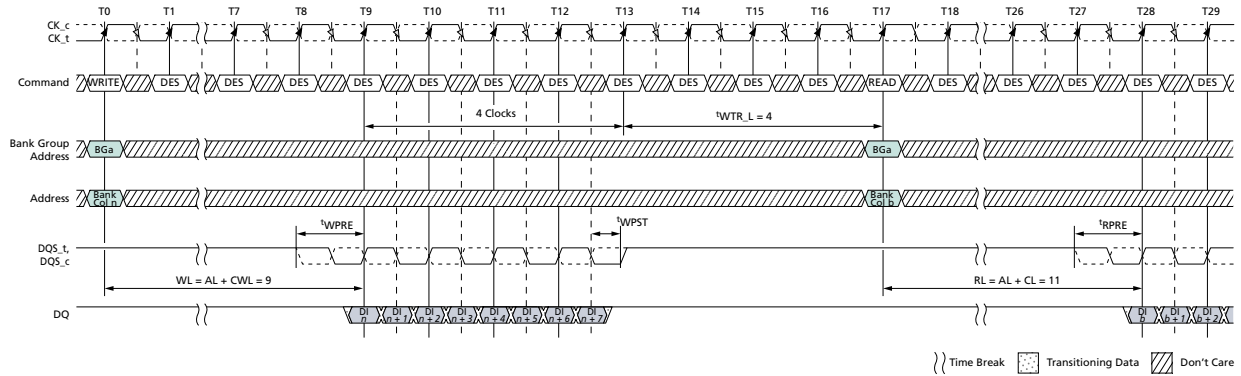 T0 T1 T7 T8 T9 T10 T11 T12 T13 T14 T15 T16 T17 T18 T26 T27 T28 T29
CK_c
CK_t
Command WRITE DES DES DES DES DES DES DES DES DES DES DES READ DES DES DES DES DES
4 Clocks tWTR_L = 4
Bank Group
Address BGa BGa
Address Bank Col n Bank Col b
tWPRE tWPST tRPRE
DQS_t,
DQS_c
WL = AL + CWL = 9 RL = AL + CL = 11
DQ DI n DI n + 1 DI n + 2 DI n + 3 DI n + 4 DI n + 5 DI n + 6 DI n + 7 DI b DI b + 1 DI b + 2
Time Break Transitioning Data Don't Care